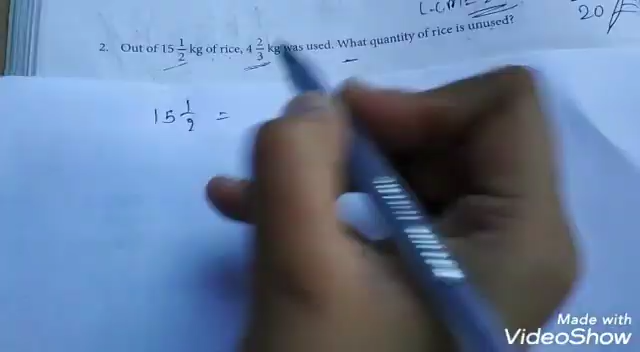 L.C.M =
20
2. Out of 15 1/2 kg of rice, 4 2/3 kg was used. What quantity of rice is unused?
15 1/2 =
Made with
VideoShow